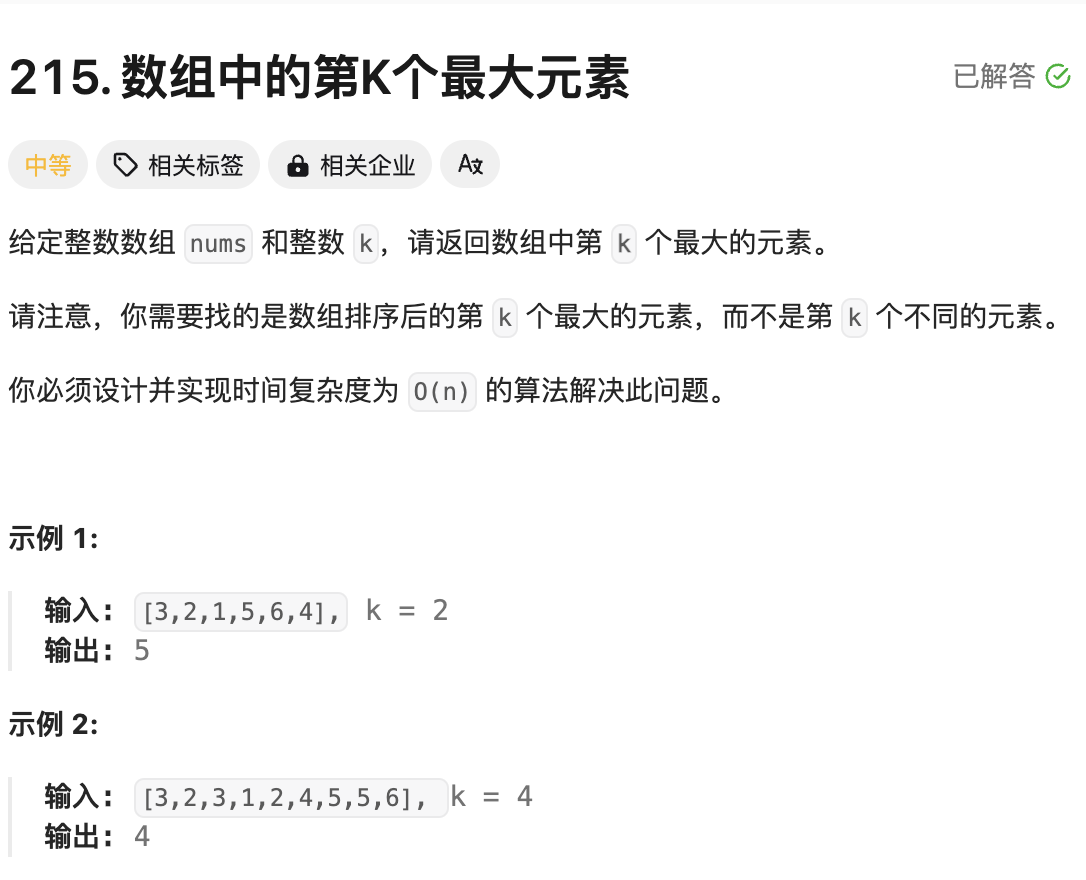 215. 数组中的第K个最大元素
已解答
中等 相关标签 相关企业 A文
给定整数数组 nums 和整数 k，请返回数组中第 k 个最大的元素。
请注意，你需要找的是数组排序后的第 k 个最大的元素，而不是第 k 个不同的元素。
你必须设计并实现时间复杂度为 O(n) 的算法解决此问题。
示例 1:
输入: [3,2,1,5,6,4], k = 2
输出: 5
示例 2:
输入: [3,2,3,1,2,4,5,5,6], k = 4
输出: 4